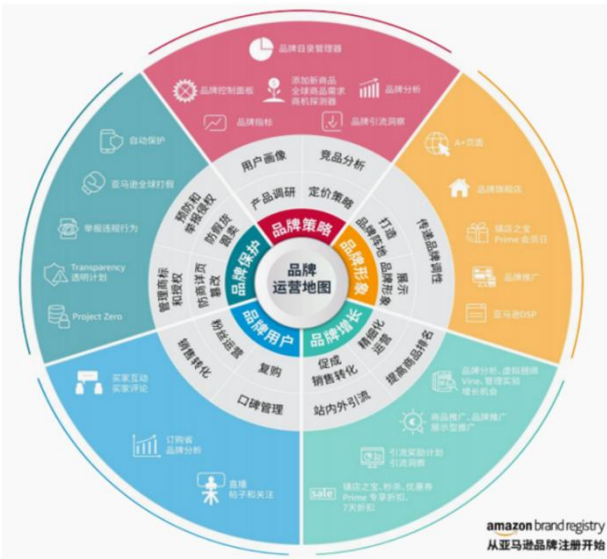 品牌目录管理器
品牌控制面板
添加新商品
全球商品需求
商机探测器
品牌分析
品牌指标
品牌引流洞察
自动保护
亚马逊全球打假
举报违规行为
Transparency
透明计划
Project Zero
A+页面
品牌旗舰店
镇店之宝
Prime 会员日
品牌推广
亚马逊DSP
用户画像
竞品分析
产品调研
定价策略
预防和
举报侵权
防假货
跟卖
管理商标
和授权
防商详页
篡改
打造
品牌阵地
传递品牌调性
展示
品牌形象
品牌策略
品牌保护
品牌形象
品牌
运营地图
品牌用户
品牌增长
粉丝运营
销售转化
复购
口碑管理
精细化
运营
促成
销售转化
提高商品排名
站内外引流
买家互动
买家评论
订购省
品牌分析
直播
帖子和关注
品牌分析、虚拟捆绑
Vine、管理实验
增长机会
商品推广、品牌推广
展示型推广
引流奖励计划
引流洞察
sale
镇店之宝、秒杀、优惠券
Prime 专享折扣、
7天折扣
amazon brand registry
从亚马逊品牌注册开始